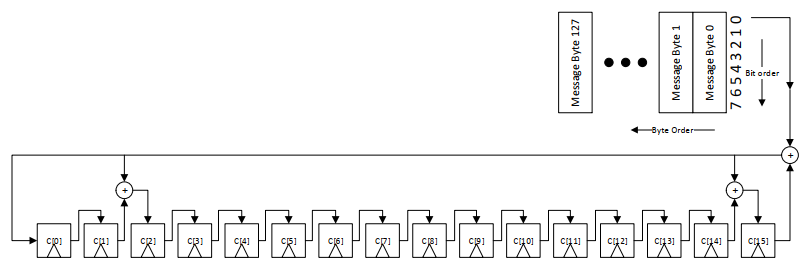 Message Byte 127
Message Byte 1
Message Byte 0
7 6 5 4 3 2 1 0
Bit order
Byte Order
+
+
+
C[0]
C[1]
C[2]
C[3]
C[4]
C[5]
C[6]
C[7]
C[8]
C[9]
C[10]
C[11]
C[12]
C[13]
C[14]
C[15]